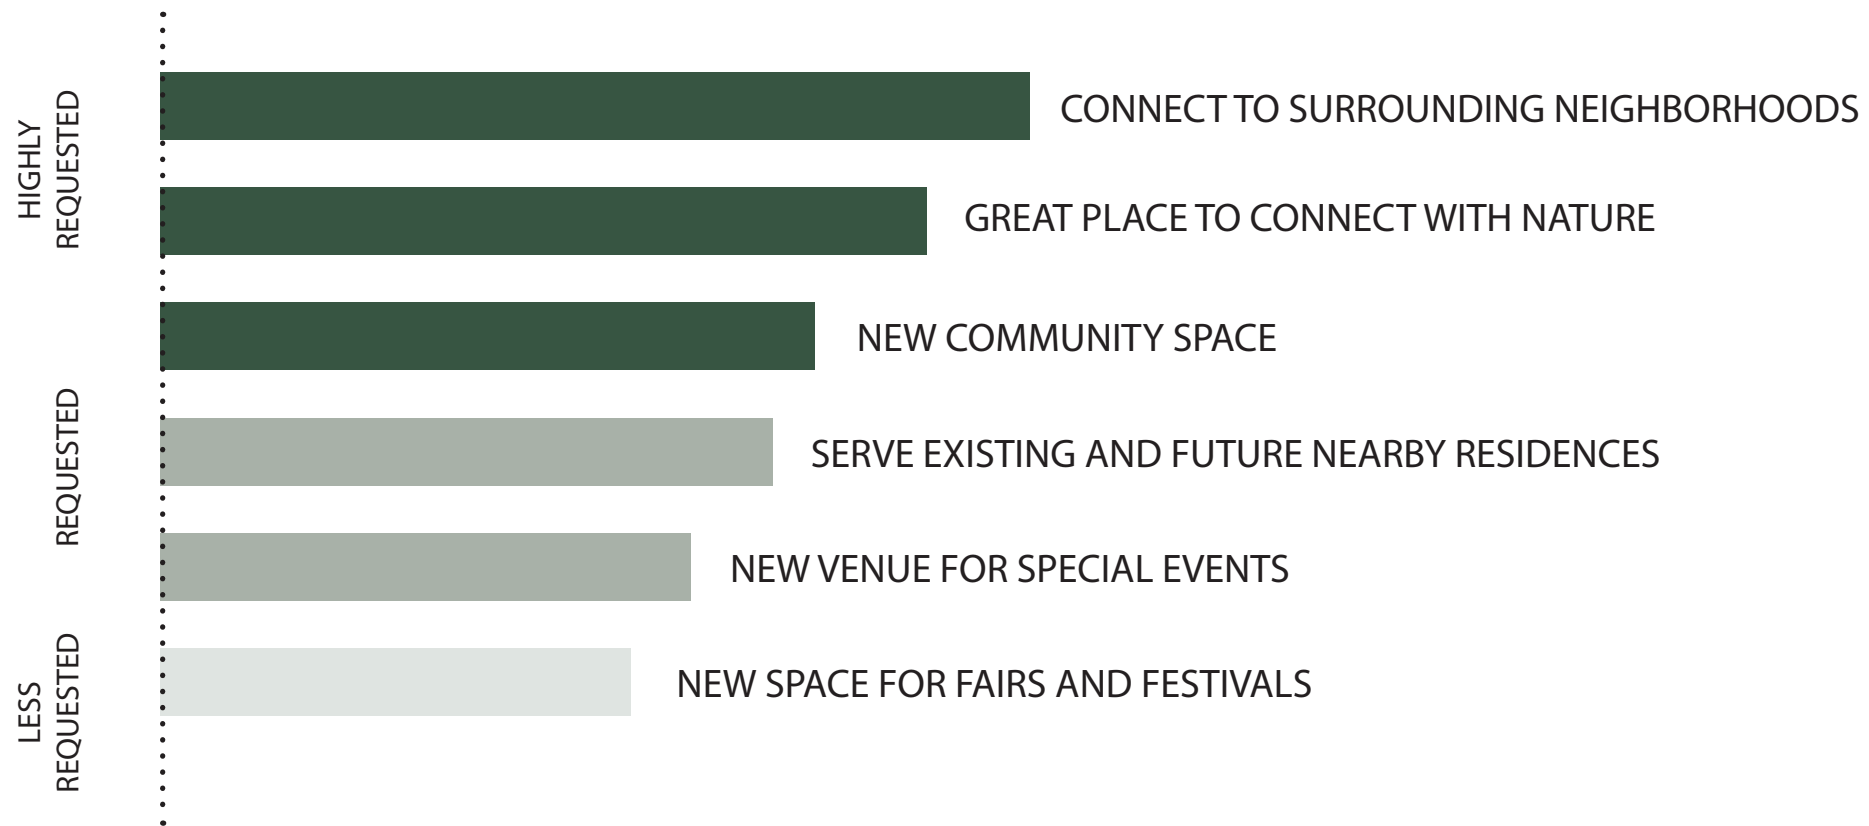 HIGHLY
REQUESTED
CONNECT TO SURROUNDING NEIGHBORHOODS
GREAT PLACE TO CONNECT WITH NATURE
NEW COMMUNITY SPACE
REQUESTED
SERVE EXISTING AND FUTURE NEARBY RESIDENCES
NEW VENUE FOR SPECIAL EVENTS
LESS
REQUESTED
NEW SPACE FOR FAIRS AND FESTIVALS